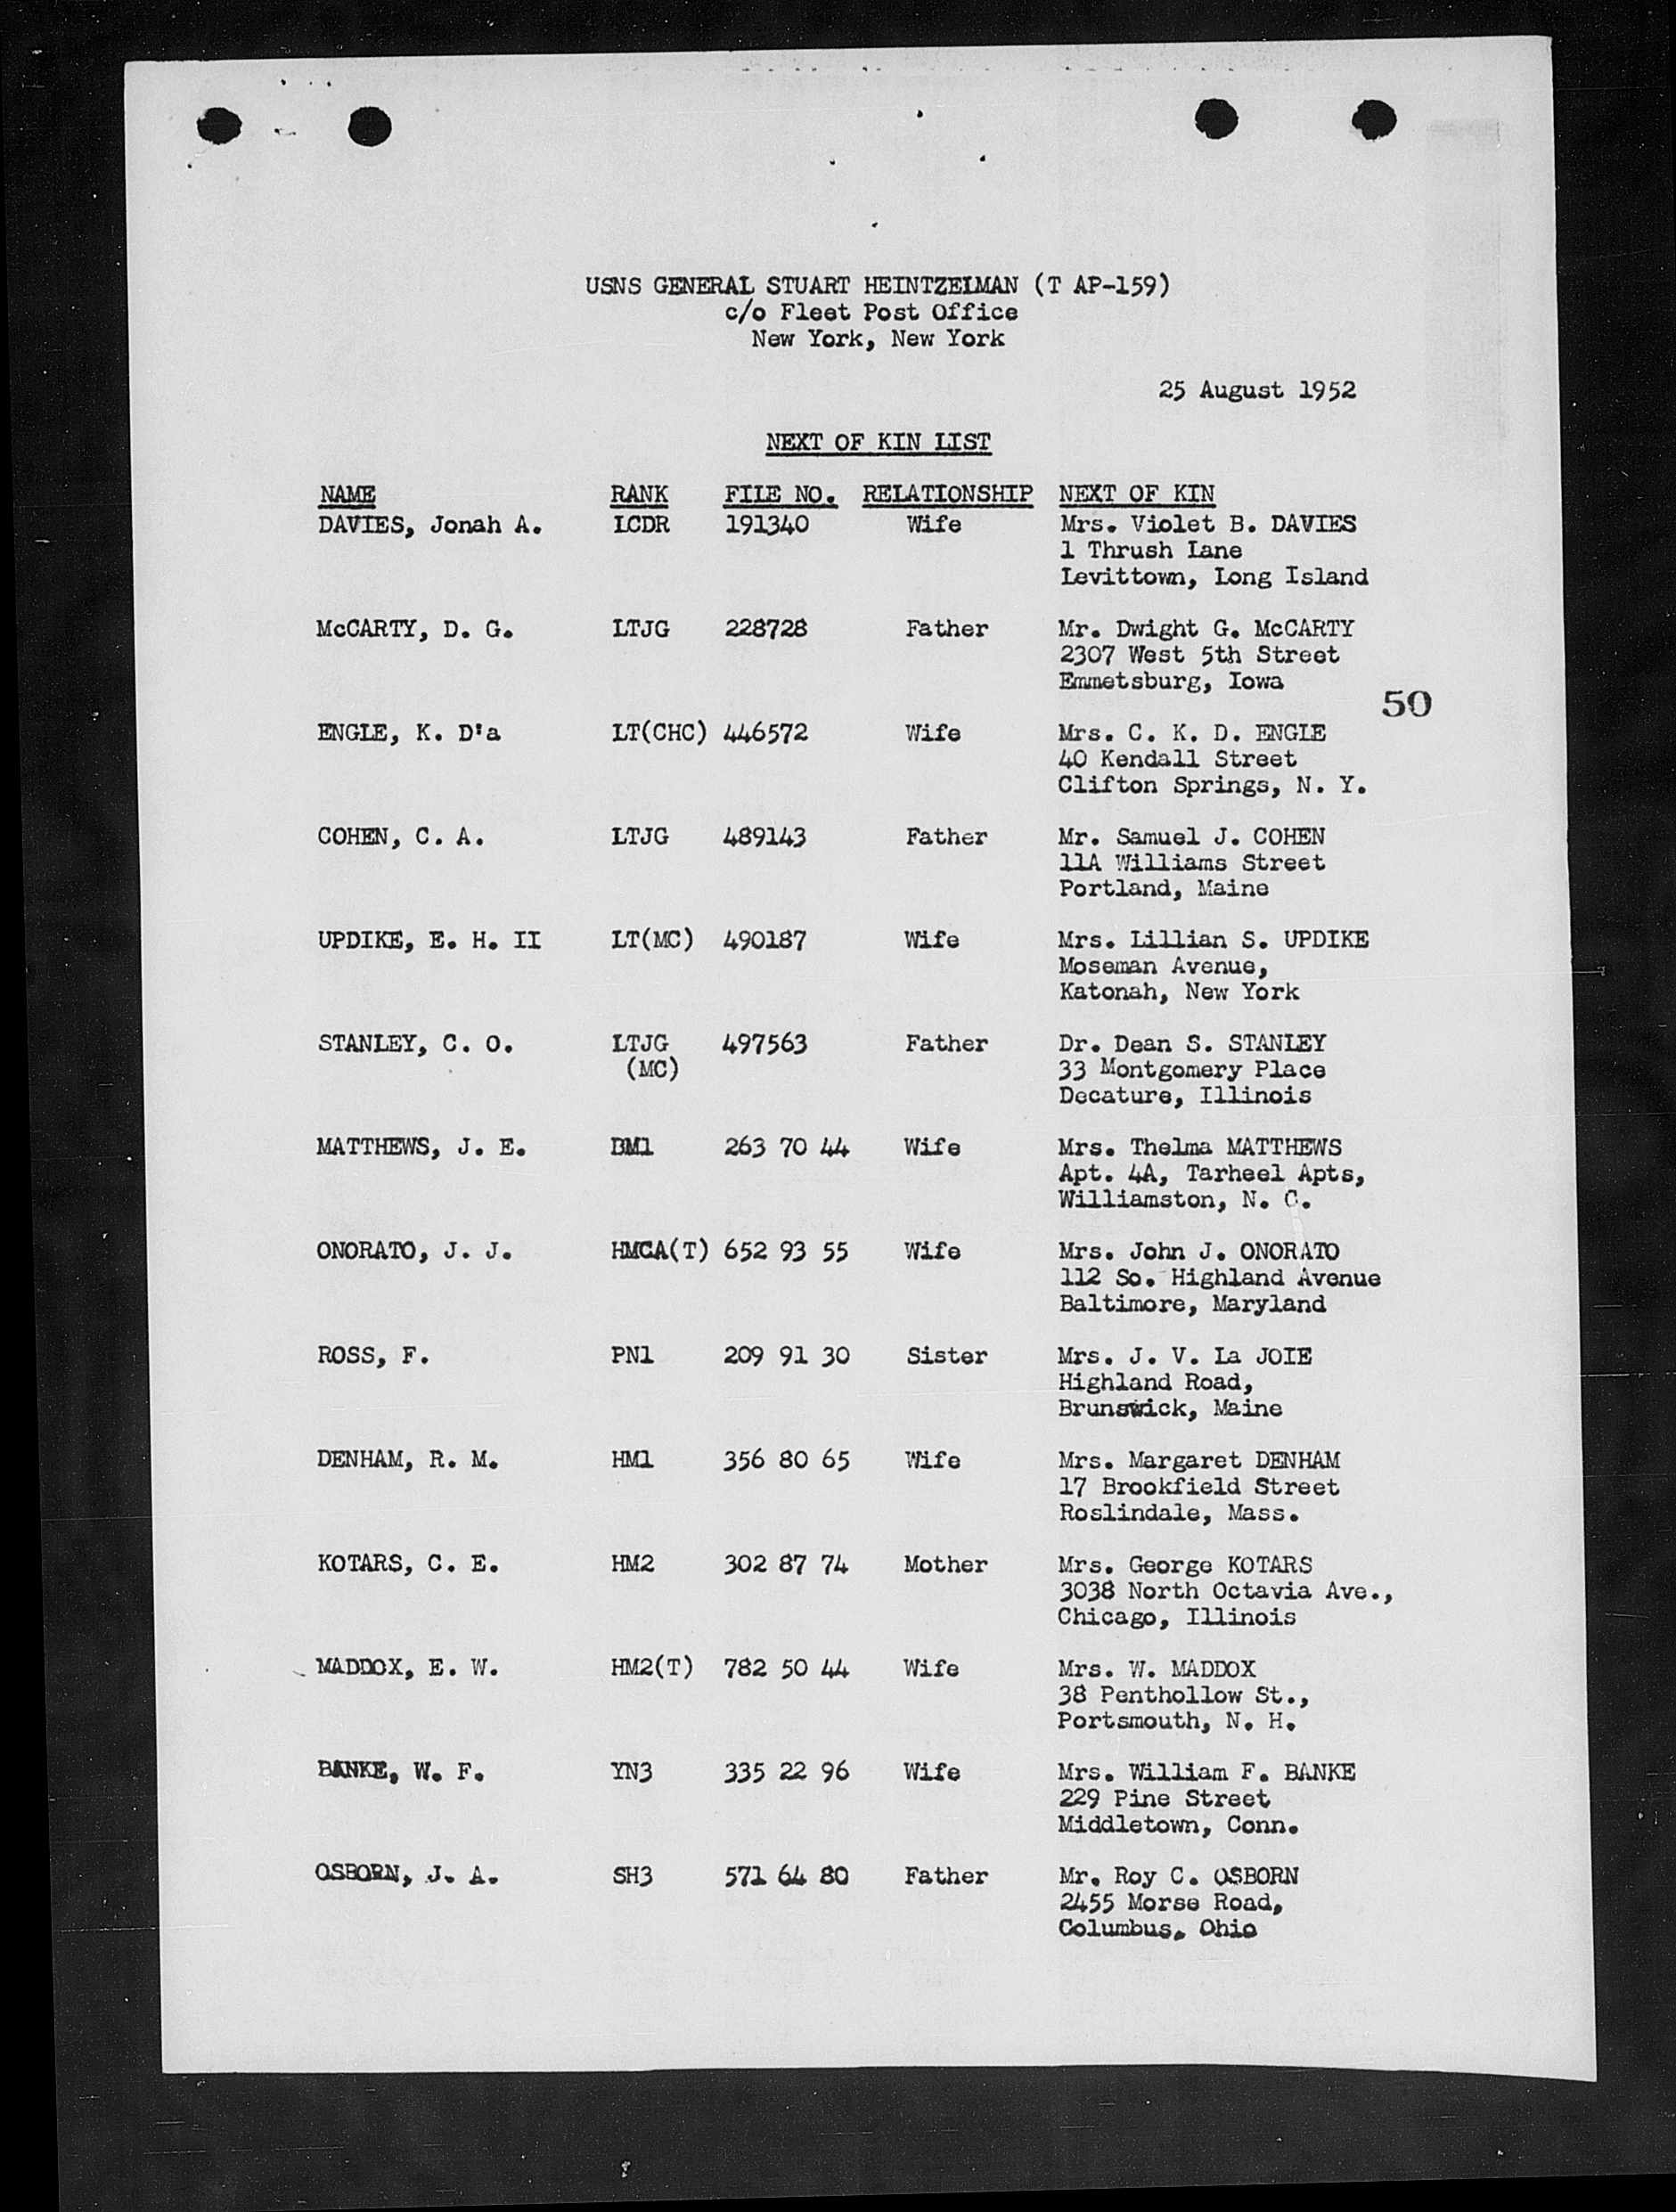 USNS GENERAL STUART HEINTZELMAN (T AP-159)
c/o Fleet Post Office
New York, New York
25 August 1952
NEXT OF KIN LIST
NAME RANK FILE NO. RELATIONSHIP NEXT OF KIN
DAVIES, Jonah A. LCDR 191340 Wife Mrs. Violet B. DAVIES
1 Thrush Lane
Levittown, Long Island
McCARTY, D. G. LTJG 228728 Father Mr. Dwight G. McCARTY
2307 West 5th Street
Emmetsburg, Iowa
50
ENGLE, K. D'a LT(CHC) 446572 Wife Mrs. C. K. D. ENGLE
40 Kendall Street
Clifton Springs, N. Y.
COHEN, C. A. LTJG 489143 Father Mr. Samuel J. COHEN
11A Williams Street
Portland, Maine
UPDIKE, E. H. II LT(MC) 490187 Wife Mrs. Lillian S. UPDIKE
Moseman Avenue,
Katonah, New York
STANLEY, C. O. LTJG 497563 Father Dr. Dean S. STANLEY
(MC) 33 Montgomery Place
Decature, Illinois
MATTHEWS, J. E. BM1 263 70 44 Wife Mrs. Thelma MATTHEWS
Apt. 4A, Tarheel Apts,
Williamston, N. C.
ONORATO, J. J. HMCA(T) 652 93 55 Wife Mrs. John J. ONORATO
112 So. Highland Avenue
Baltimore, Maryland
ROSS, F. PN1 209 91 30 Sister Mrs. J. V. La JOIE
Highland Road,
Brunswick, Maine
DENHAM, R. M. HM1 356 80 65 Wife Mrs. Margaret DENHAM
17 Brookfield Street
Roslindale, Mass.
KOTARS, C. E. HM2 302 87 74 Mother Mrs. George KOTARS
3038 North Octavia Ave.,
Chicago, Illinois
MADDOX, E. W. HM2(T) 782 50 44 Wife Mrs. W. MADDOX
38 Penthollow St.,
Portsmouth, N. H.
BANKE, W. F. YN3 335 22 96 Wife Mrs. William F. BANKE
229 Pine Street
Middletown, Conn.
OSBORN, J. A. SH3 571 64 80 Father Mr. Roy C. OSBORN
2455 Morse Road,
Columbus, Ohio